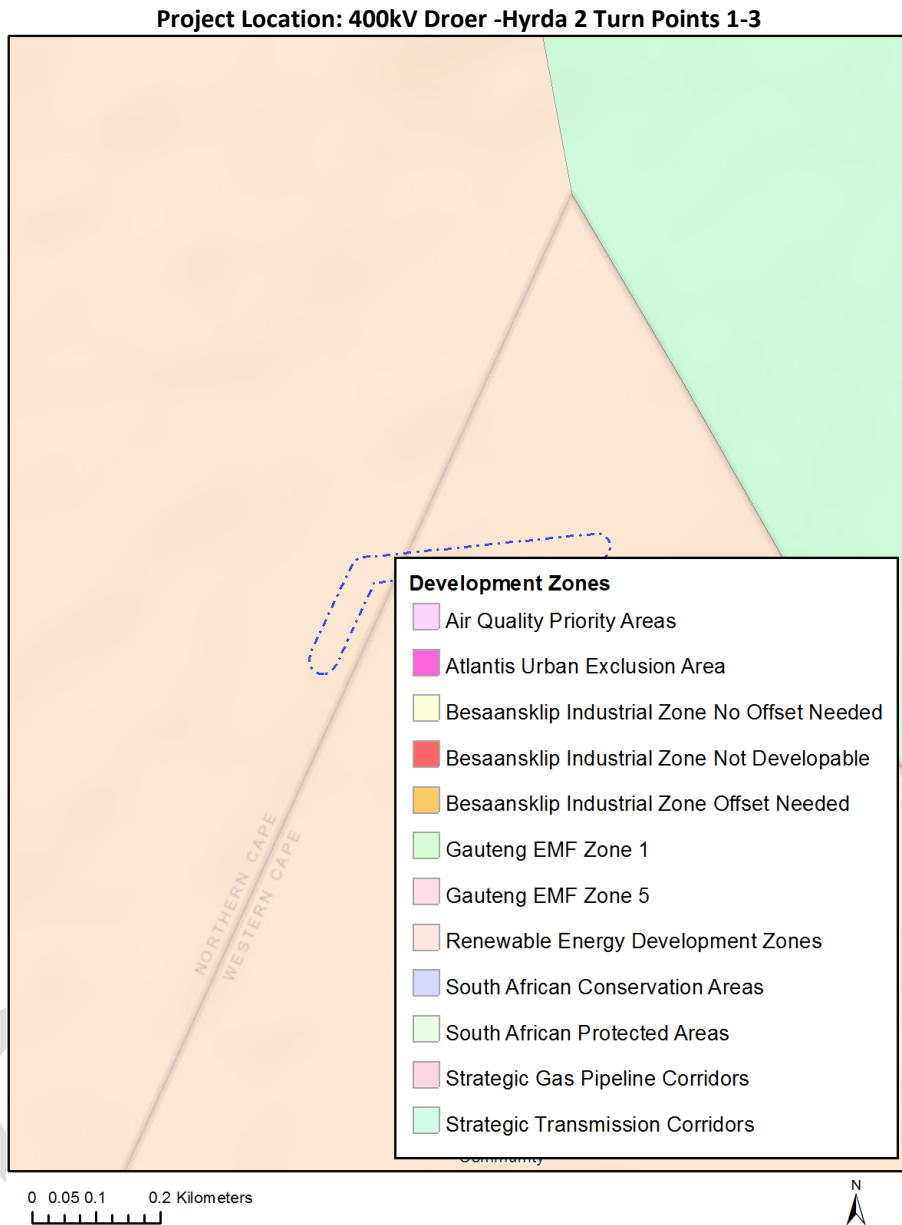 Project Location: 400kV Droer -Hyrda 2 Turn Points 1-3
NORTHERN CAPE
WESTERN CAPE
Development Zones
Air Quality Priority Areas
Atlantis Urban Exclusion Area
Besaansklip Industrial Zone No Offset Needed
Besaansklip Industrial Zone Not Developable
Besaansklip Industrial Zone Offset Needed
Gauteng EMF Zone 1
Gauteng EMF Zone 5
Renewable Energy Development Zones
South African Conservation Areas
South African Protected Areas
Strategic Gas Pipeline Corridors
Strategic Transmission Corridors
Community
0 0.05 0.1 0.2 Kilometers
N